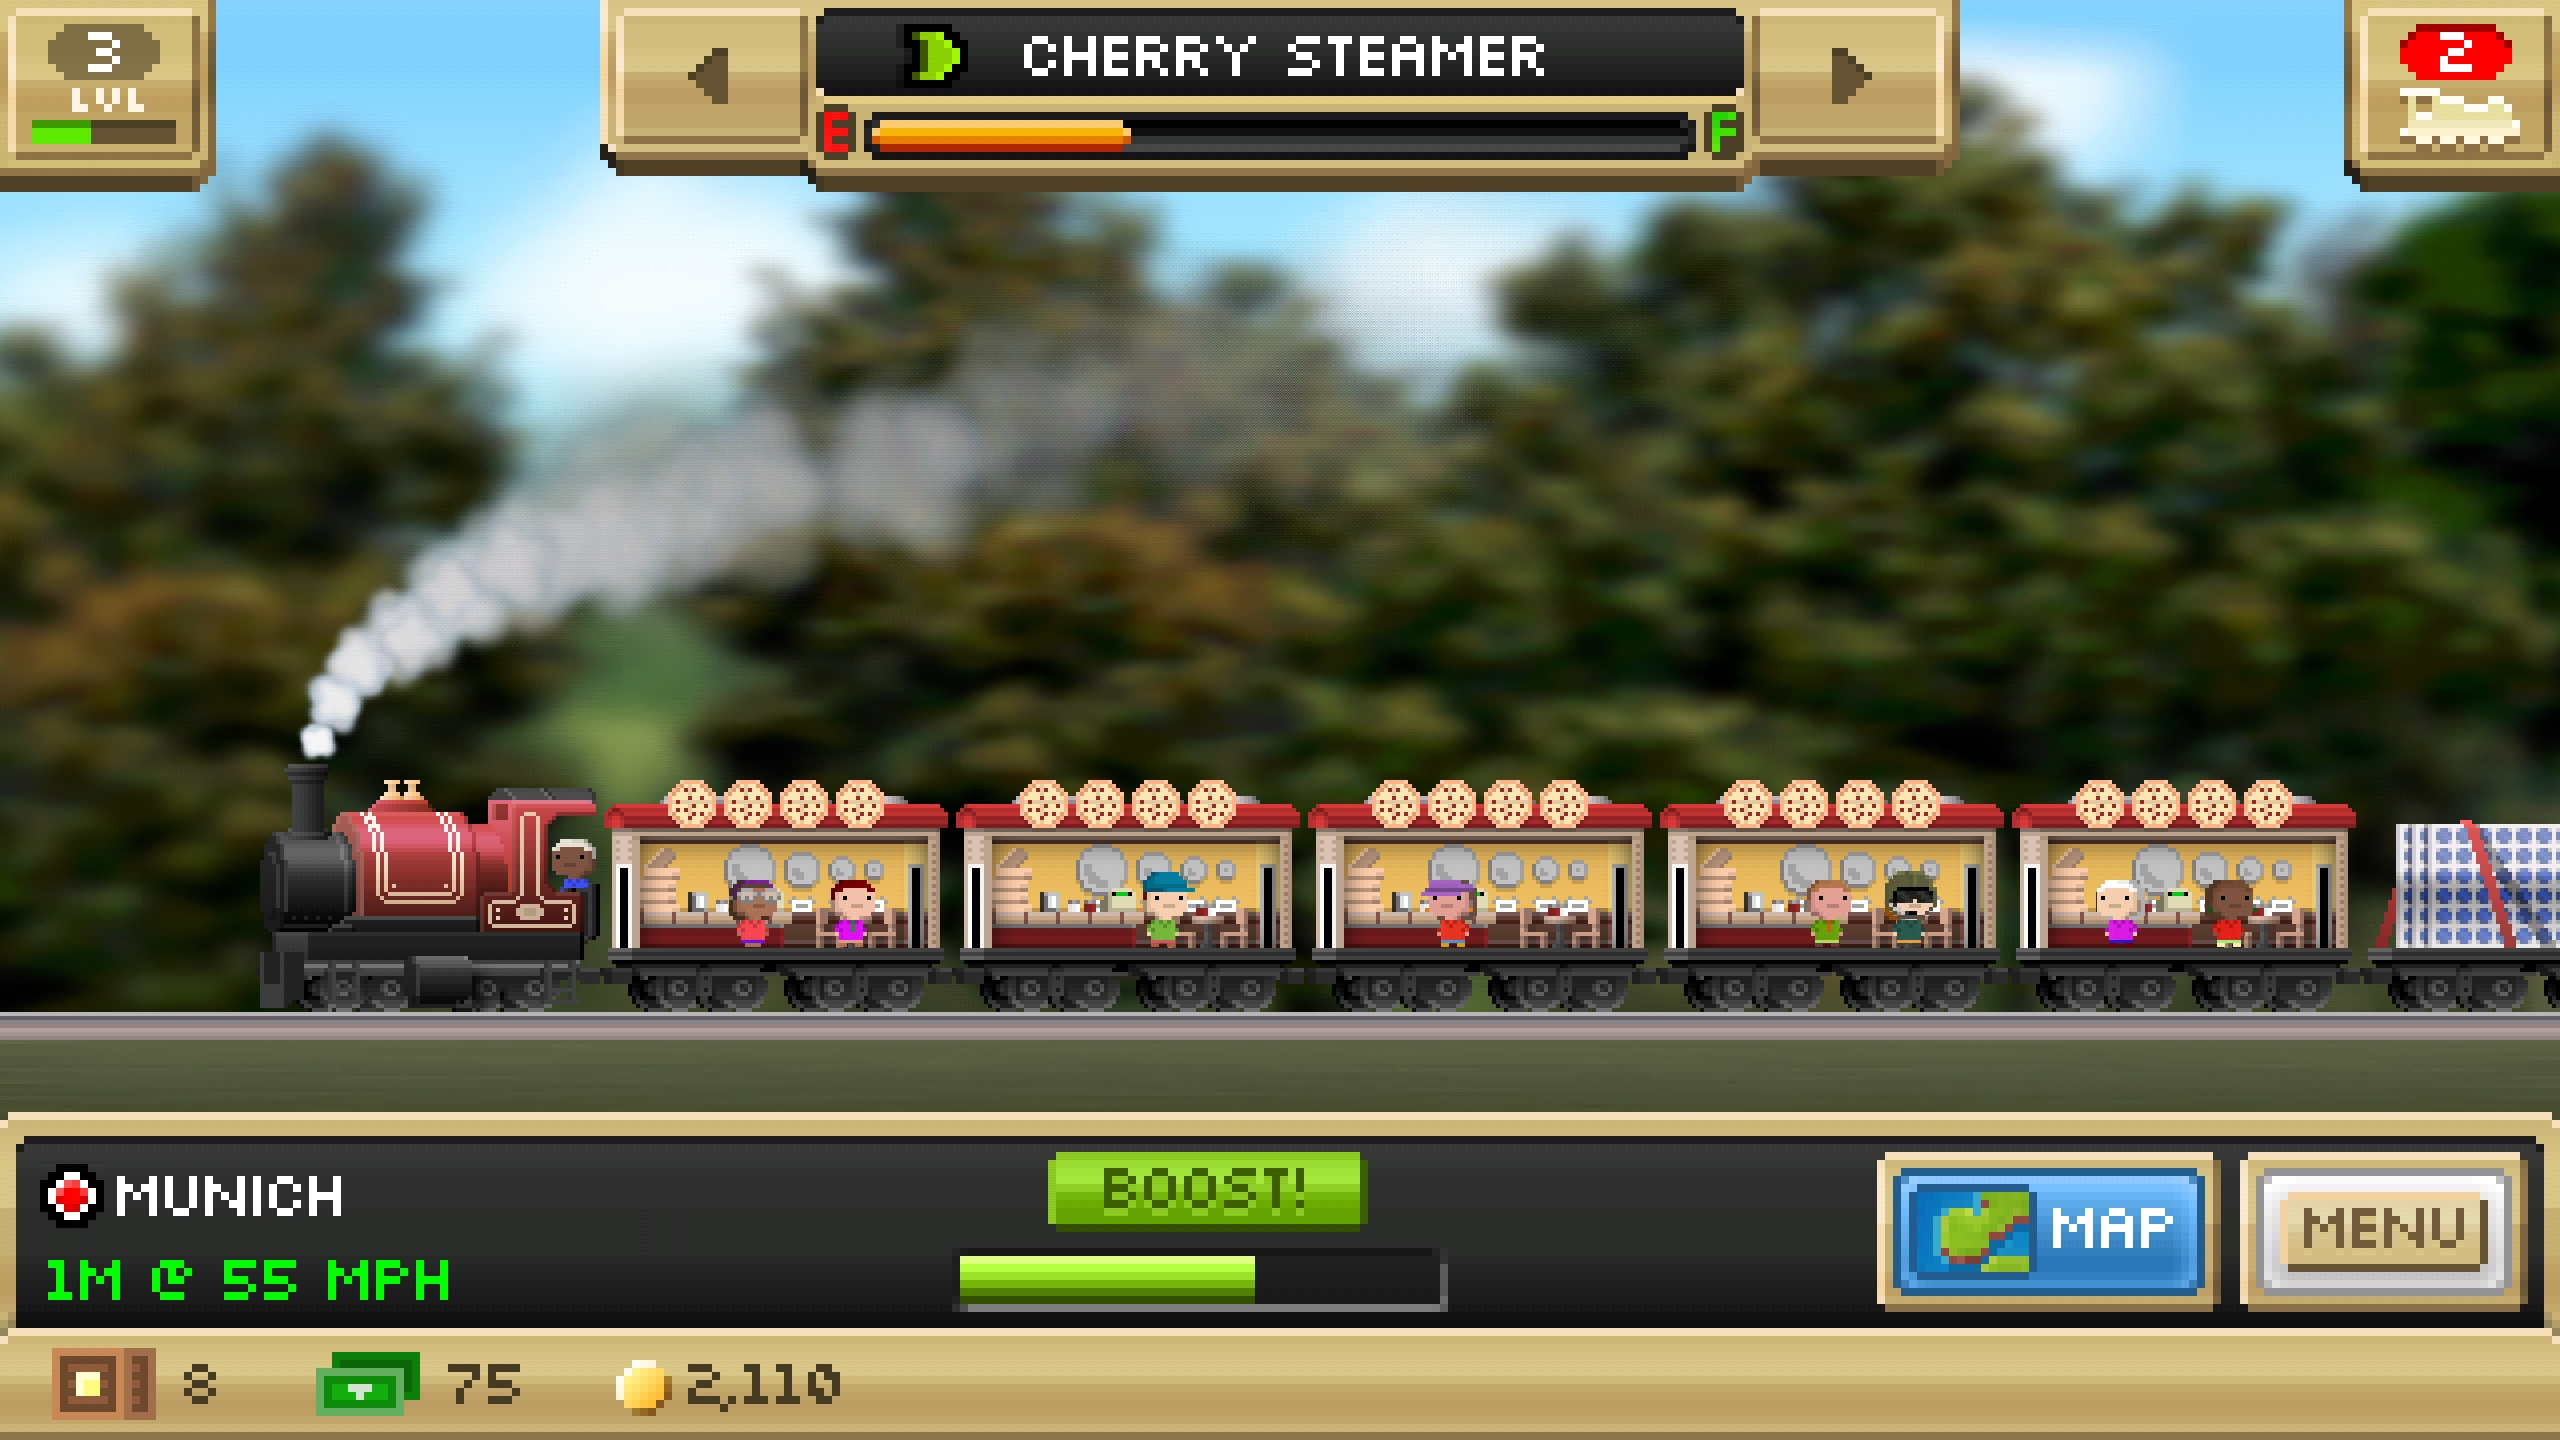 3
LVL
CHERRY STEAMER
E F
2
MUNICH
1M @ 55 MPH
BOOST!
MAP
MENU
8
75
2,110